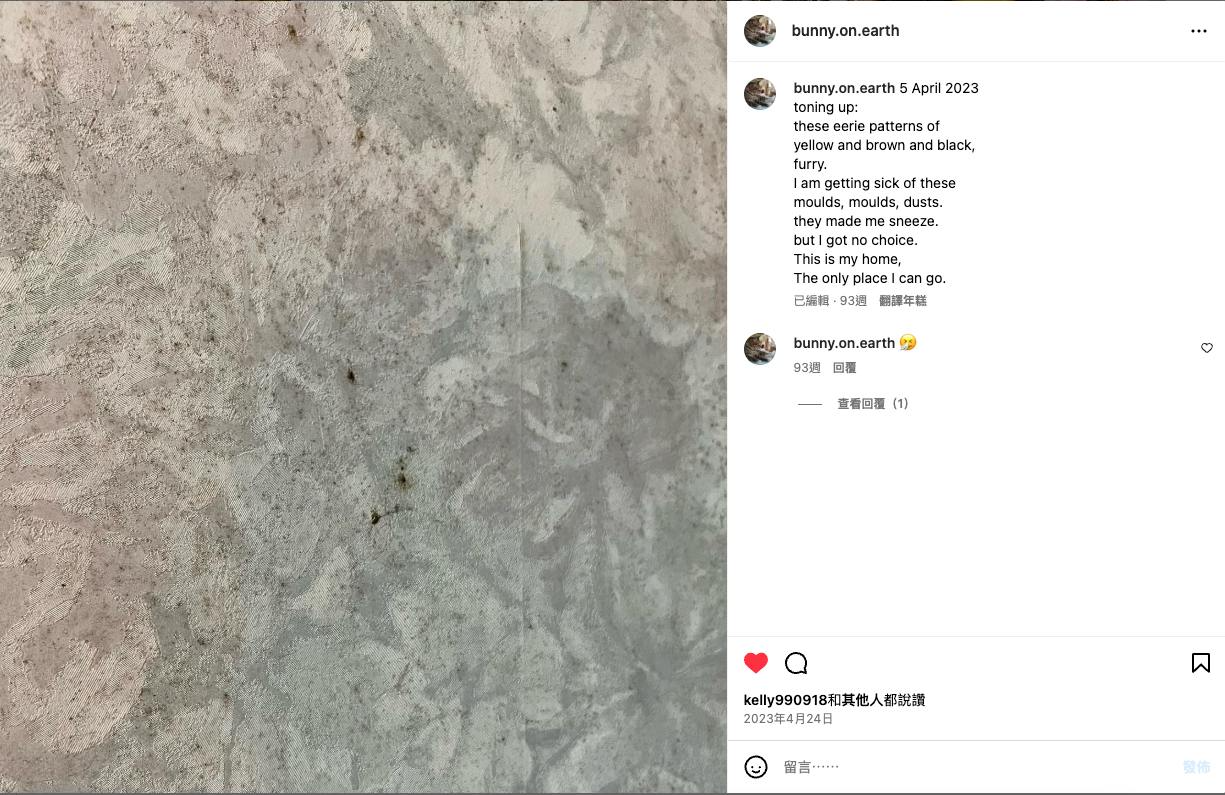 bunny.on.earth
bunny.on.earth 5 April 2023
toning up:
these eerie patterns of
yellow and brown and black,
furry.
I am getting sick of these
moulds, moulds, dusts.
they made me sneeze.
but I got no choice.
This is my home,
The only place I can go.
已編輯 · 93週 翻譯年糕
bunny.on.earth 🤧
93週 回覆
查看回覆（1）
kelly990918和其他人都說讚
2023年4月24日
留言⋯⋯ 發佈